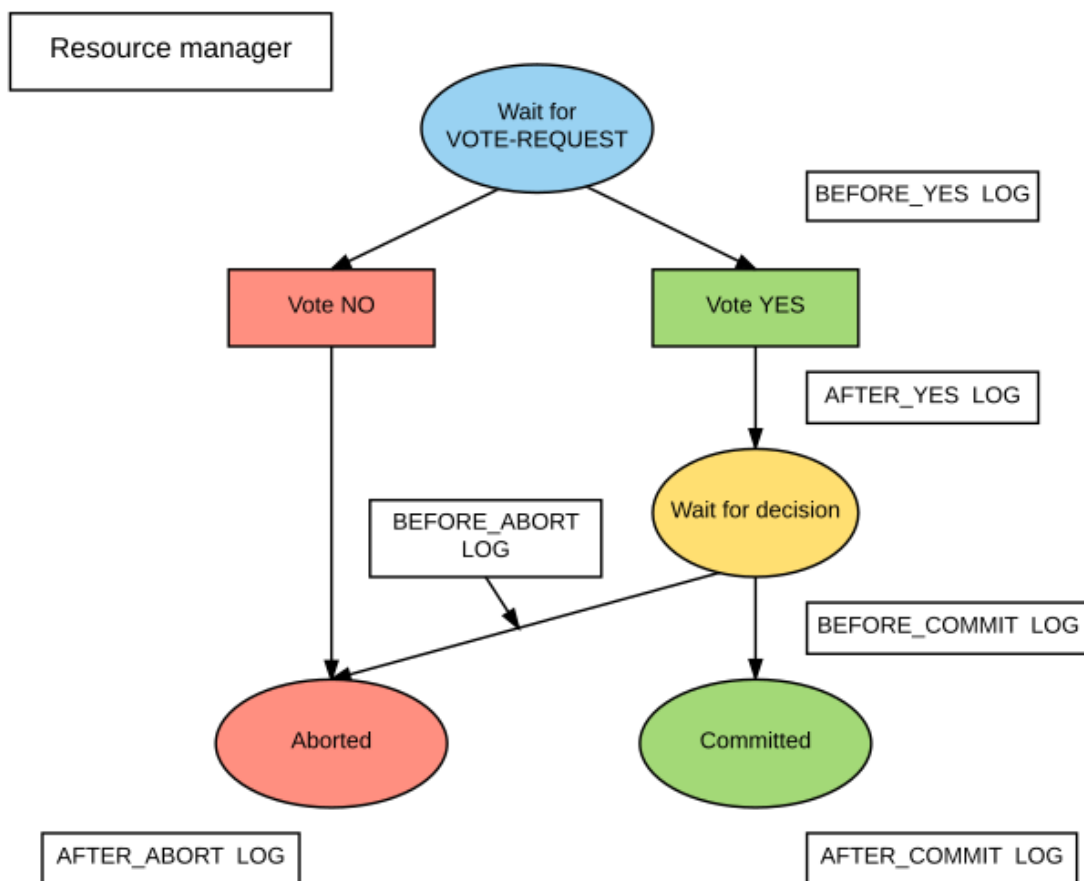 Resource manager
Wait for
VOTE-REQUEST
BEFORE_YES LOG
Vote NO
Vote YES
AFTER_YES LOG
Wait for decision
BEFORE_ABORT
LOG
BEFORE_COMMIT LOG
Aborted
Committed
AFTER_ABORT LOG
AFTER_COMMIT LOG